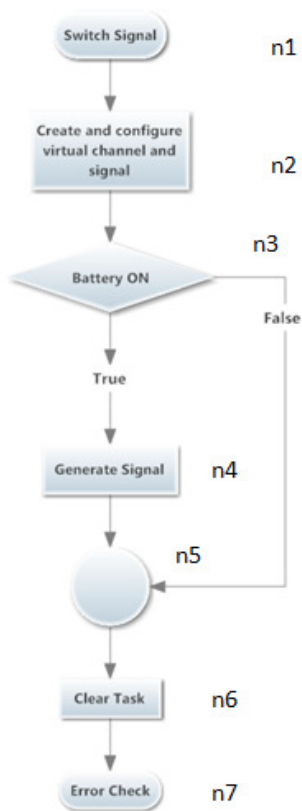 Switch Signal
n1
Create and configure
virtual channel and
signal
n2
n3
Battery ON
False
True
Generate Signal
n4
n5
Clear Task
n6
Error Check
n7